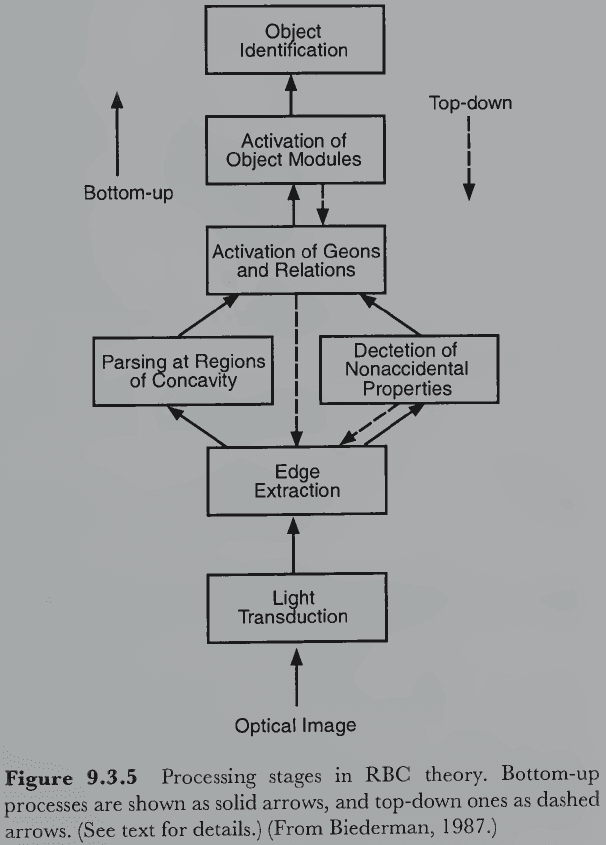 Object
Identification
Top-down
Activation of
Object Modules
Bottom-up
Activation of Geons
and Relations
Parsing at Regions
of Concavity
Dectetion of
Nonaccidental
Properties
Edge
Extraction
Light
Transduction
Optical Image
Figure 9.3.5 Processing stages in RBC theory. Bottom-up
processes are shown as solid arrows, and top-down ones as dashed
arrows. (See text for details.) (From Biederman, 1987.)